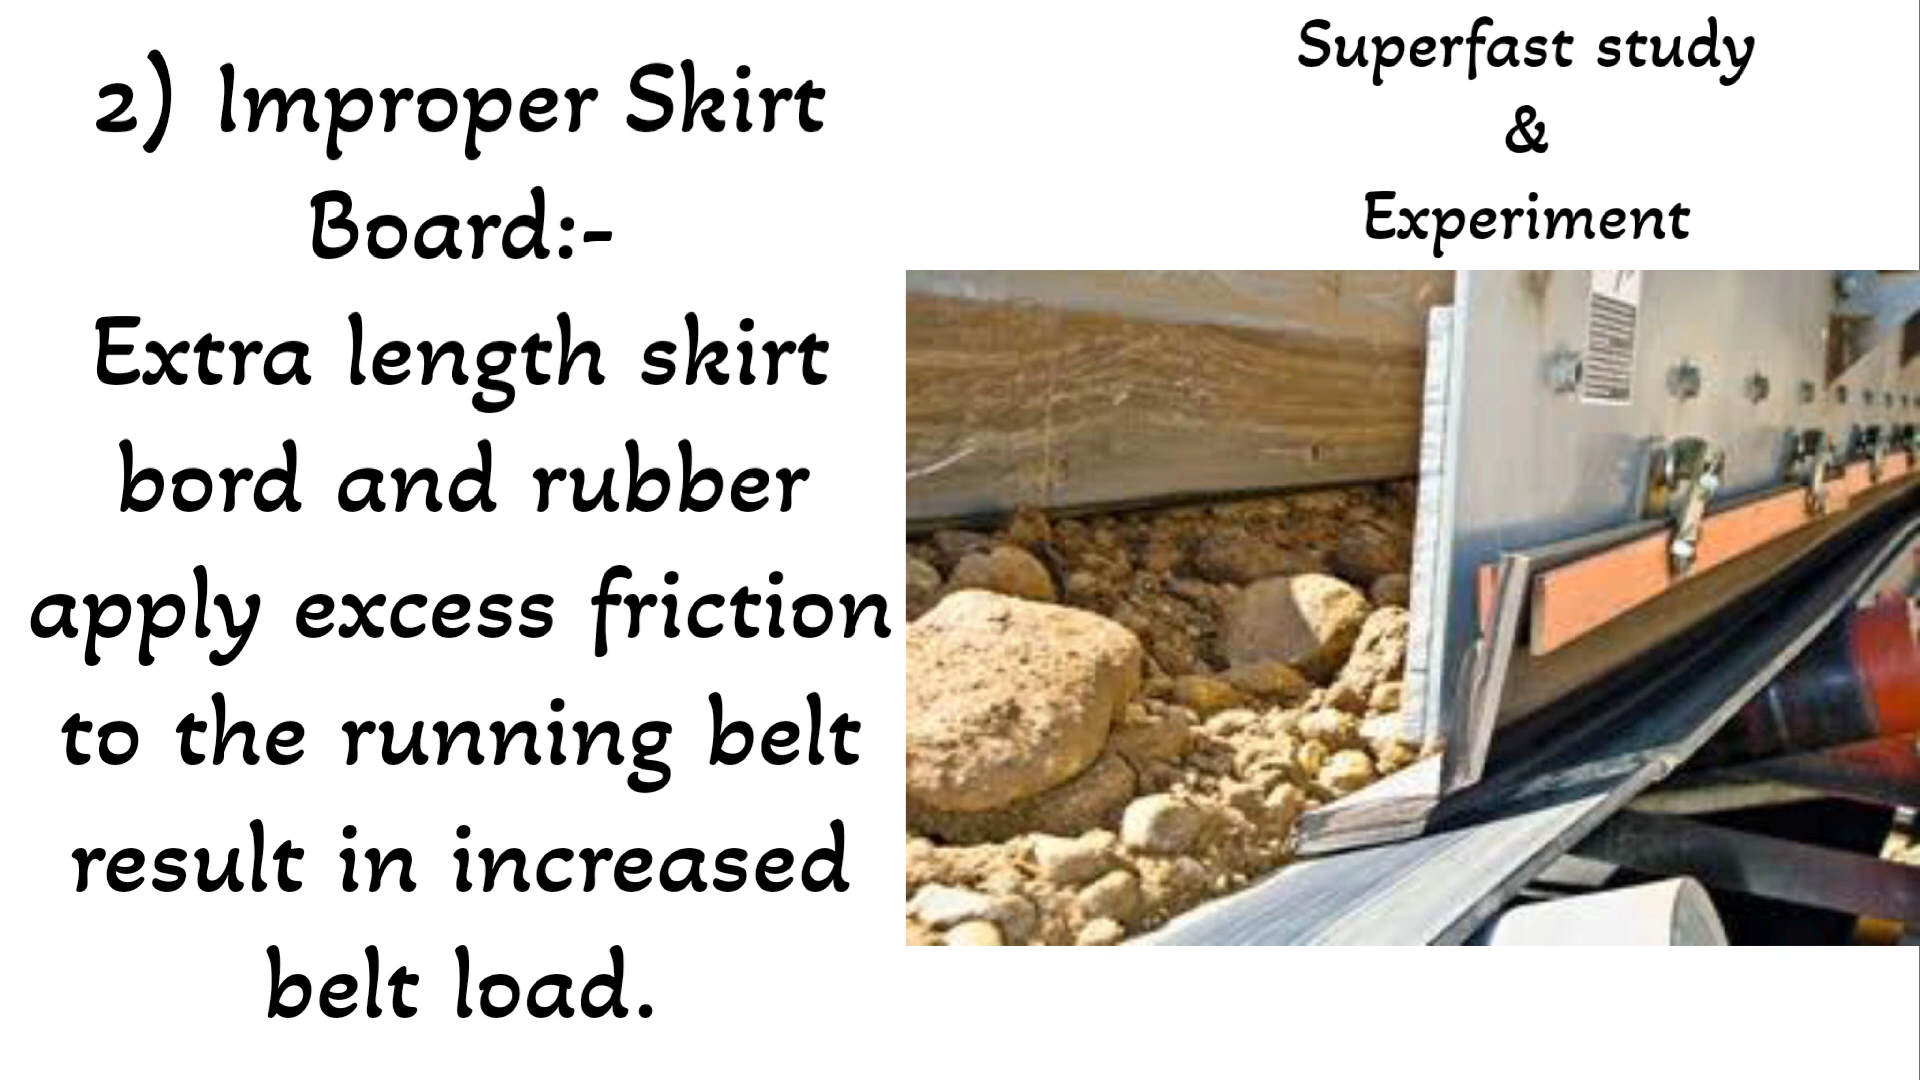 2) Improper Skirt
Board:-
Extra length skirt
bord and rubber
apply excess friction
to the running belt
result in increased
belt load.
Superfast study
&
Experiment